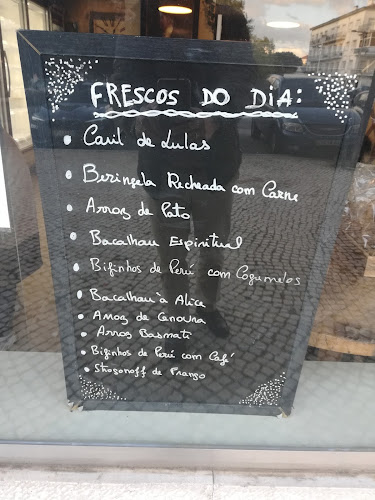 FRESCOS DO DIA:
• Caril de Lulas
• Beringela Recheada com Carne
• Arroz de Pato
• Bacalhau Espiritual
• Bifinhos de Perú com Cogumelos
• Bacalhau à Alice
• Arroz de Cenoura
• Arroz Basmati
• Bifinhos de Perú com Café
• Strogonoff de Frango